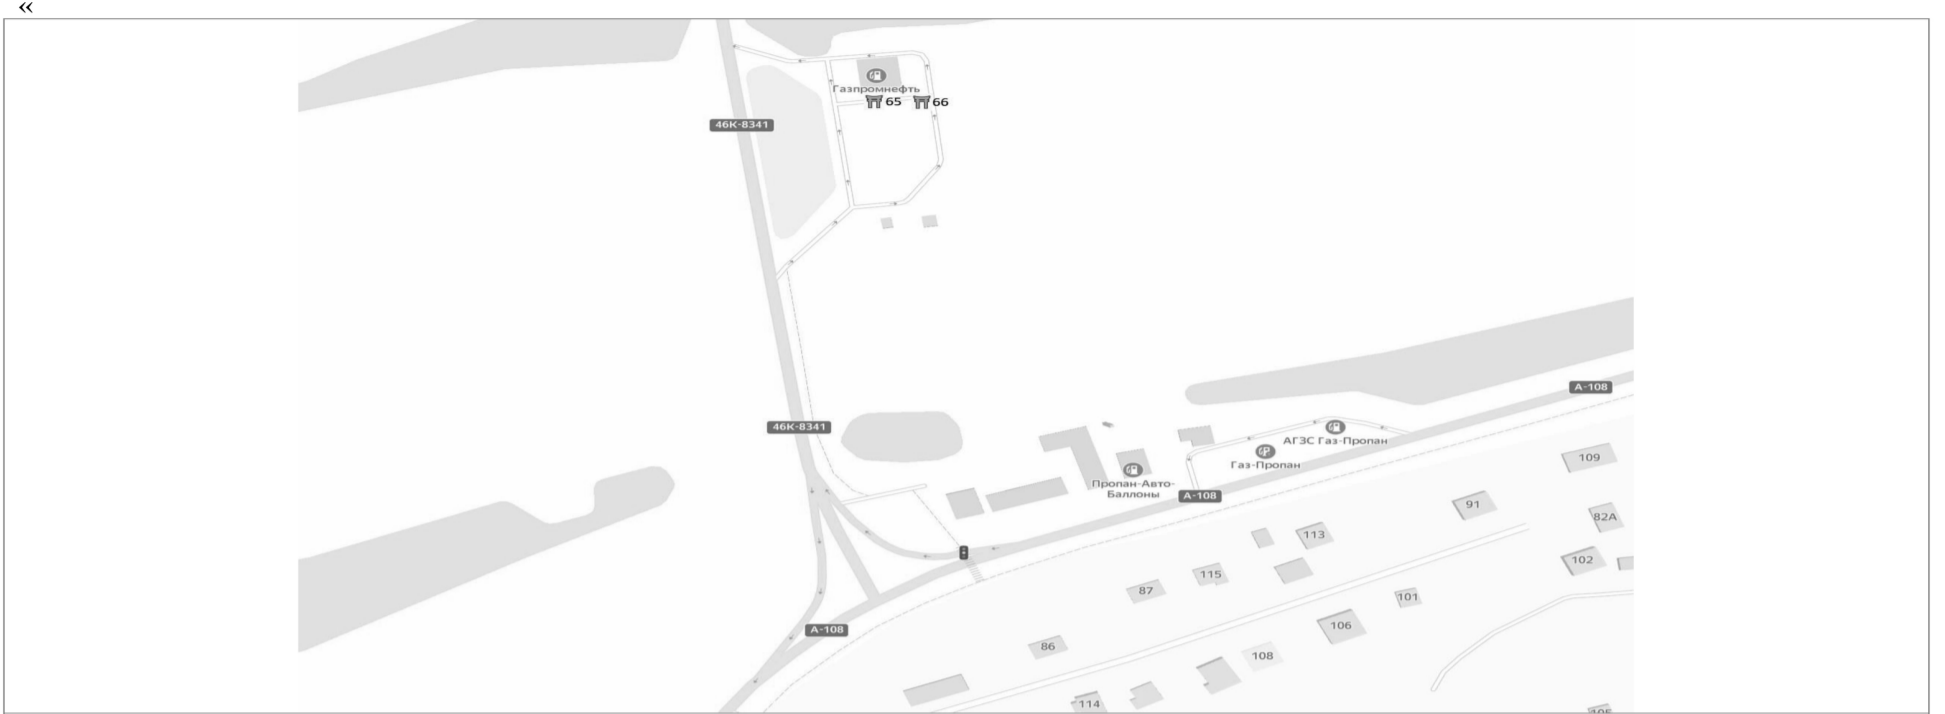 «
Газпромнефть
65 66
46К-8341
А-108
46К-8341
АГЗС Газ-Пропан
Газ-Пропан
109
Пропан-Авто-
Баллоны
А-108
91
82А
113
102
115
87
101
106
А-108
86
108
114